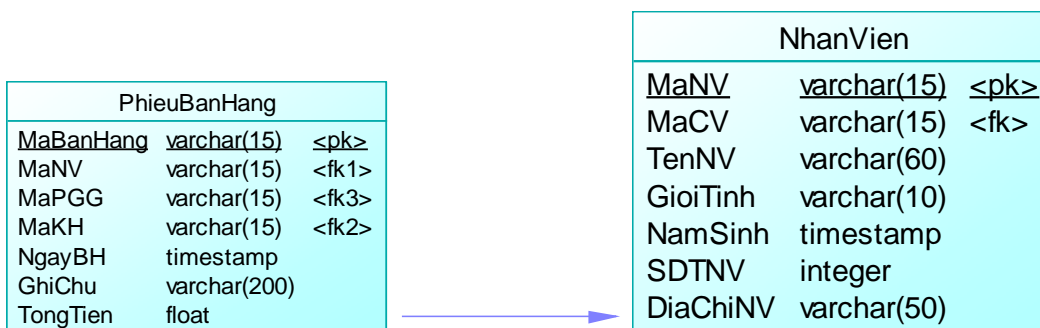 PhieuBanHang
MaBanHang varchar(15) <pk>
MaNV varchar(15) <fk1>
MaPGG varchar(15) <fk3>
MaKH varchar(15) <fk2>
NgayBH timestamp
GhiChu varchar(200)
TongTien float
NhanVien
MaNV varchar(15) <pk>
MaCV varchar(15) <fk>
TenNV varchar(60)
GioiTinh varchar(10)
NamSinh timestamp
SDTNV integer
DiaChiNV varchar(50)